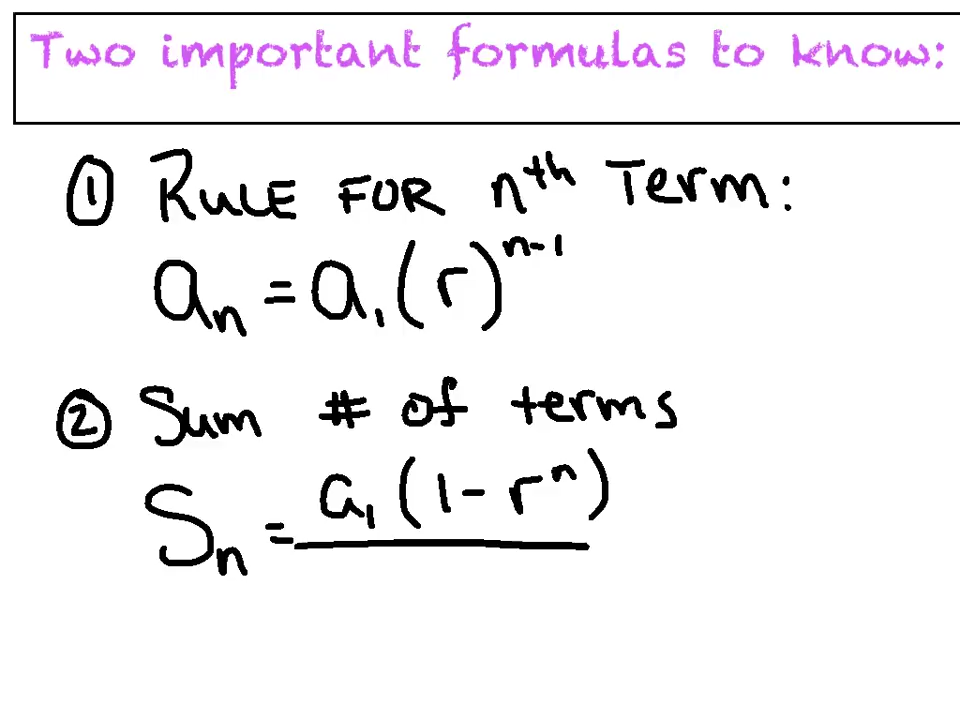 Two important formulas to know:
① RULE FOR nᵗʰ Term:
aₙ = a₁(r)ⁿ⁻¹
② Sum # of terms
Sₙ = a₁(1-rⁿ)